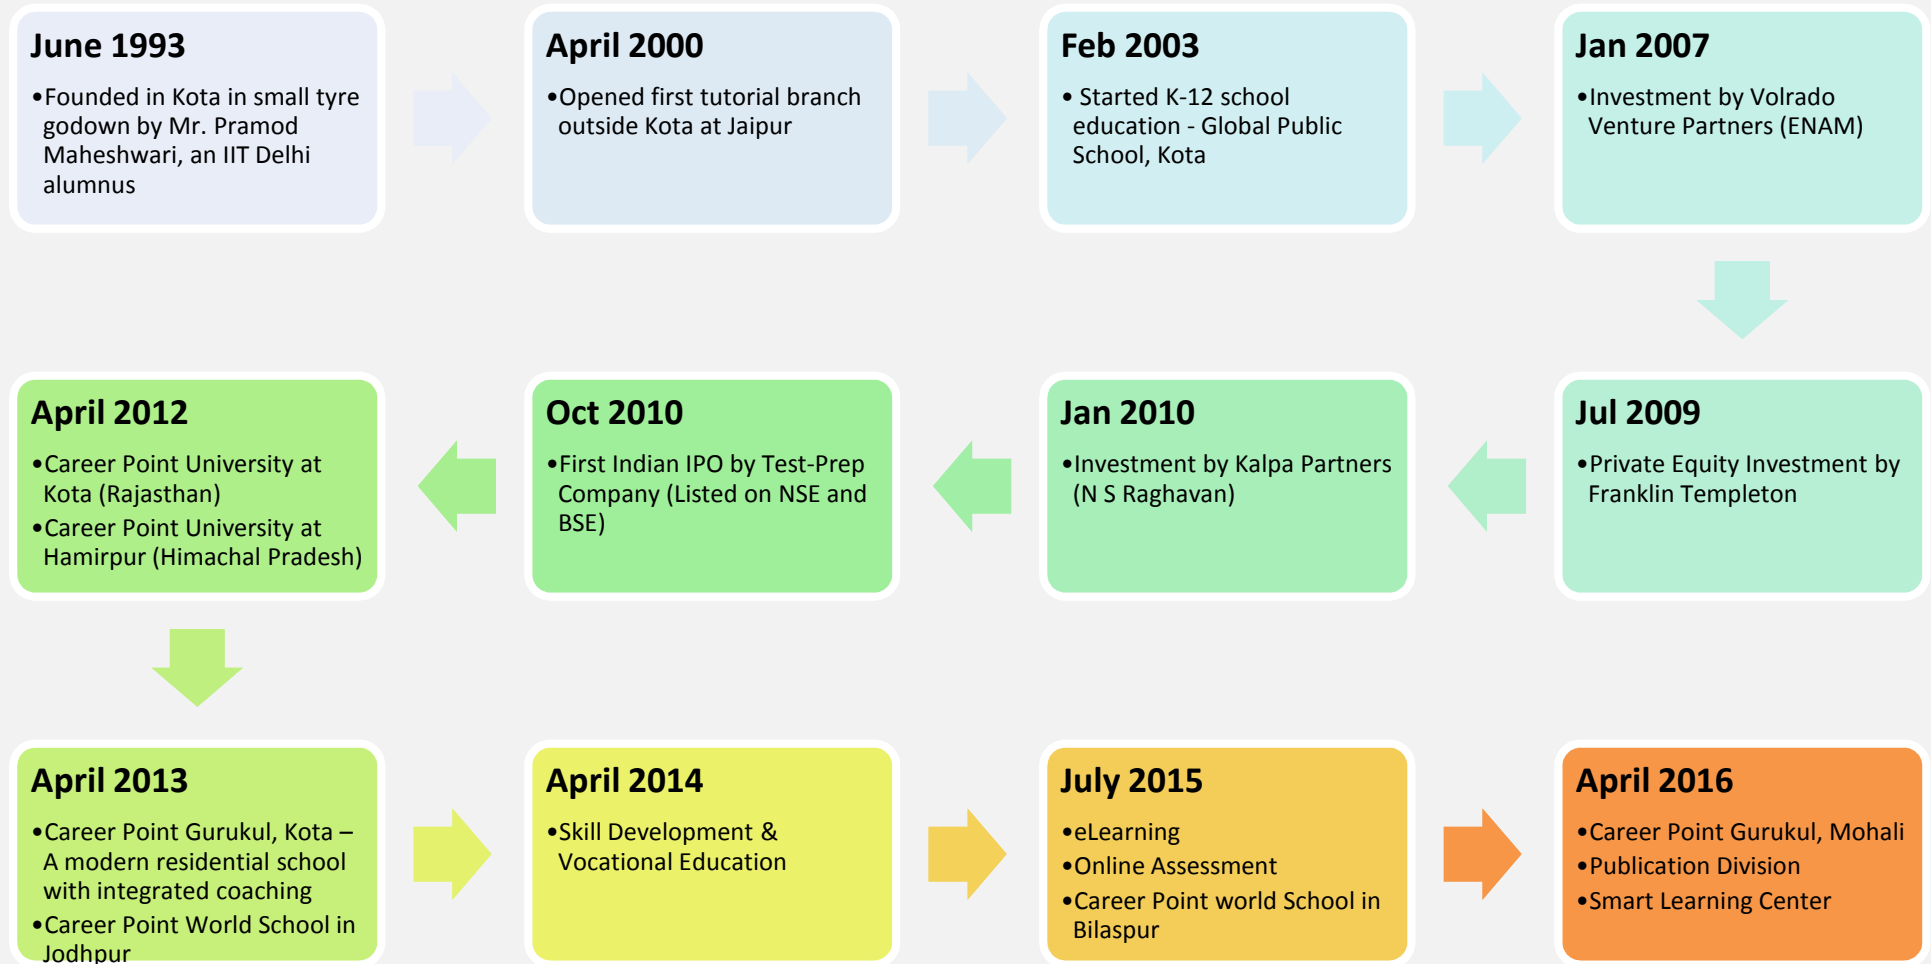 June 1993
•Founded in Kota in small tyre
godown by Mr. Pramod
Maheshwari, an IIT Delhi
alumnus
April 2000
•Opened first tutorial branch
outside Kota at Jaipur
Feb 2003
• Started K-12 school
education - Global Public
School, Kota
Jan 2007
•Investment by Volrado
Venture Partners (ENAM)
Jul 2009
•Private Equity Investment by
Franklin Templeton
Jan 2010
•Investment by Kalpa Partners
(N S Raghavan)
Oct 2010
•First Indian IPO by Test-Prep
Company (Listed on NSE and
BSE)
April 2012
•Career Point University at
Kota (Rajasthan)
•Career Point University at
Hamirpur (Himachal Pradesh)
April 2013
•Career Point Gurukul, Kota –
A modern residential school
with integrated coaching
•Career Point World School in
Jodhpur
April 2014
•Skill Development &
Vocational Education
July 2015
•eLearning
•Online Assessment
•Career Point world School in
Bilaspur
April 2016
•Career Point Gurukul, Mohali
•Publication Division
•Smart Learning Center